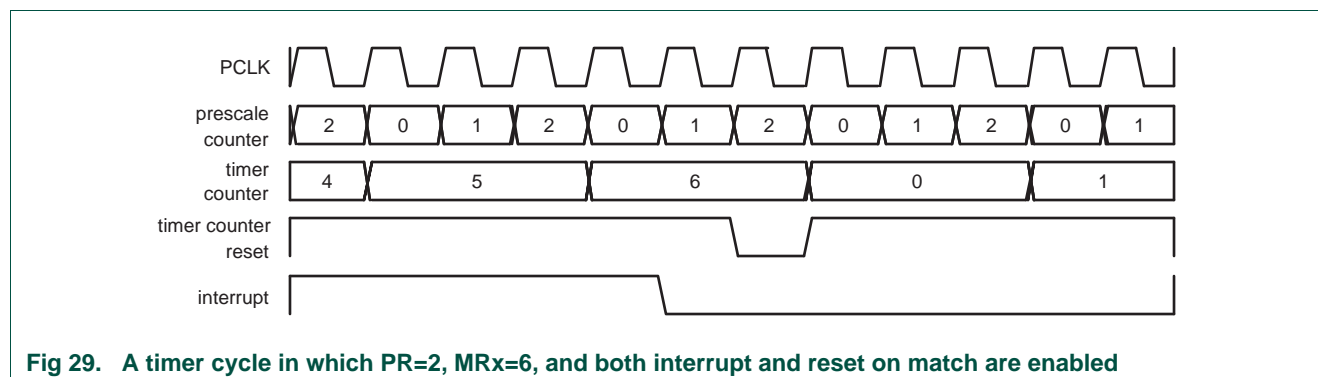 PCLK
prescale
counter
2 0 1 2 0 1 2 0 1 2 0 1
timer
counter
4 5 6 0 1
timer counter
reset
interrupt
Fig 29. A timer cycle in which PR=2, MRx=6, and both interrupt and reset on match are enabled